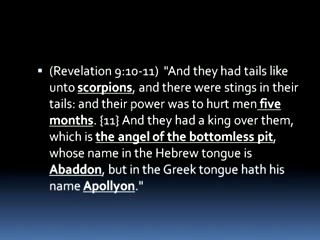 (Revelation 9:10-11) "And they had tails like
unto scorpions, and there were stings in their
tails: and their power was to hurt men five
months. {11} And they had a king over them,
which is the angel of the bottomless pit,
whose name in the Hebrew tongue is
Abaddon, but in the Greek tongue hath his
name Apollyon."